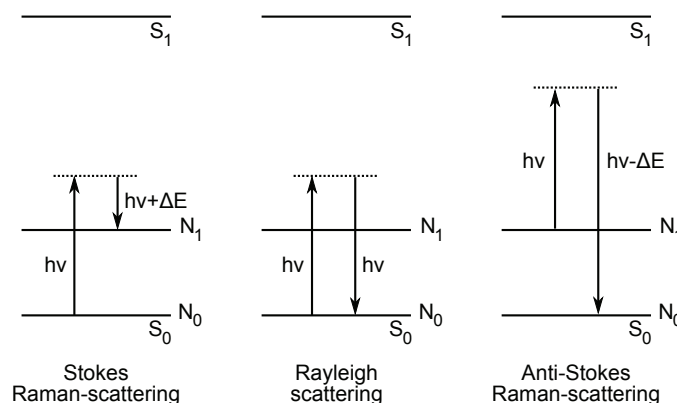 S₁
hν+ΔE
N₁
hν
N₀
S₀
Stokes
Raman-scattering
S₁
N₁
hν
hν
N₀
S₀
Rayleigh
scattering
S₁
hν
hν-ΔE
N₀
S₀
Anti-Stokes
Raman-scattering